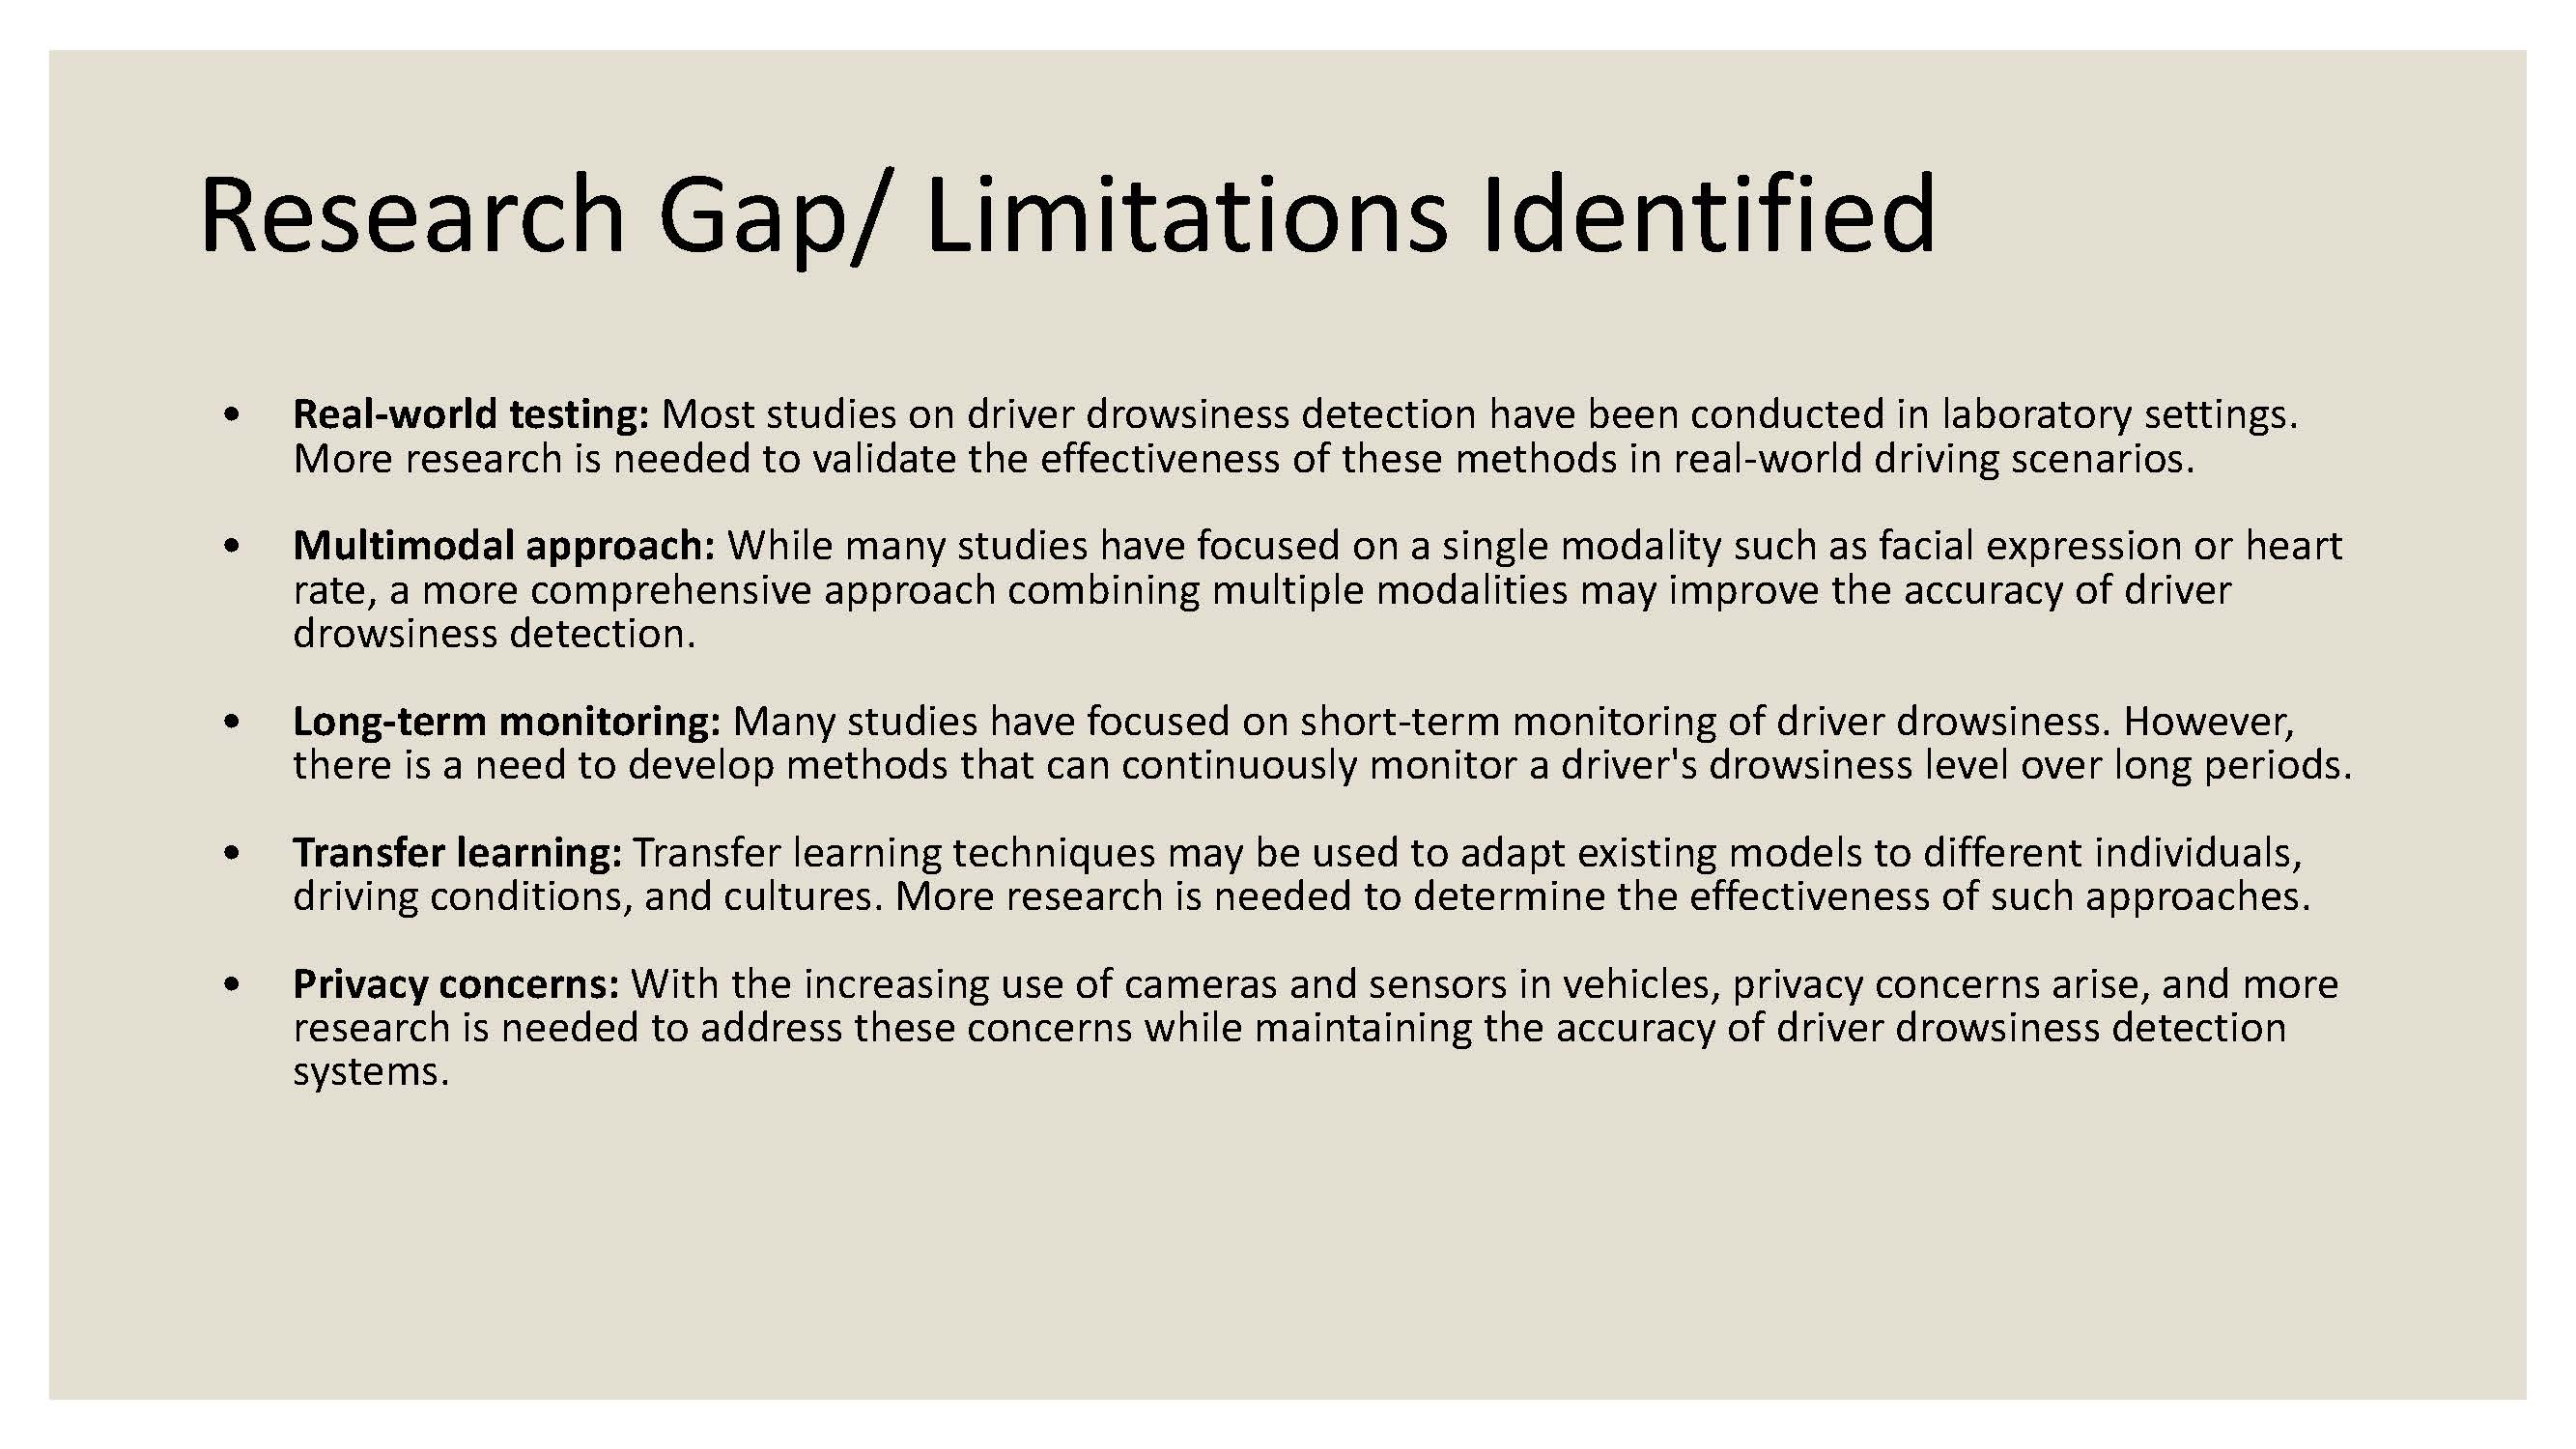 Research Gap/ Limitations Identified
• Real-world testing: Most studies on driver drowsiness detection have been conducted in laboratory settings.
More research is needed to validate the effectiveness of these methods in real-world driving scenarios.
• Multimodal approach: While many studies have focused on a single modality such as facial expression or heart
rate, a more comprehensive approach combining multiple modalities may improve the accuracy of driver
drowsiness detection.
• Long-term monitoring: Many studies have focused on short-term monitoring of driver drowsiness. However,
there is a need to develop methods that can continuously monitor a driver's drowsiness level over long periods.
• Transfer learning: Transfer learning techniques may be used to adapt existing models to different individuals,
driving conditions, and cultures. More research is needed to determine the effectiveness of such approaches.
• Privacy concerns: With the increasing use of cameras and sensors in vehicles, privacy concerns arise, and more
research is needed to address these concerns while maintaining the accuracy of driver drowsiness detection
systems.